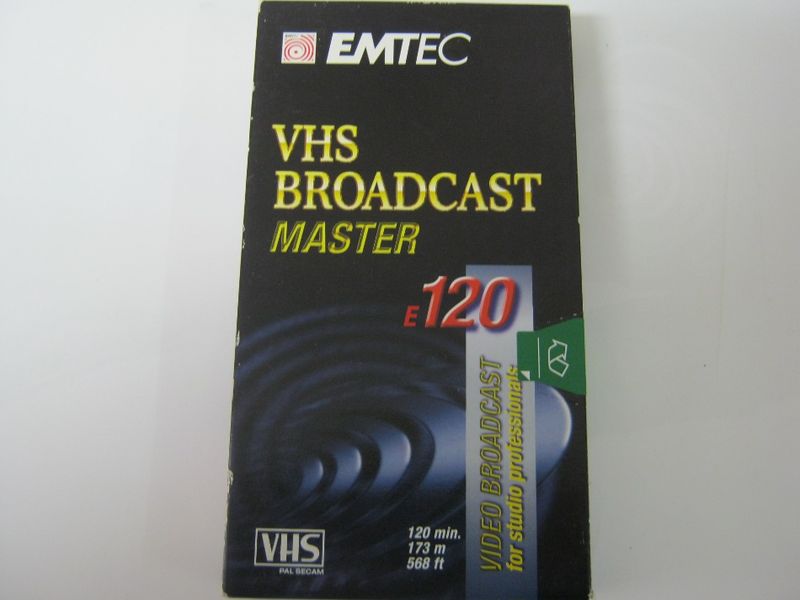 EMTEC
VHS
BROADCAST
MASTER
E120
VIDEO BROADCAST
for studio professionals
120 min.
173 m
568 ft
VHS
PAL SECAM